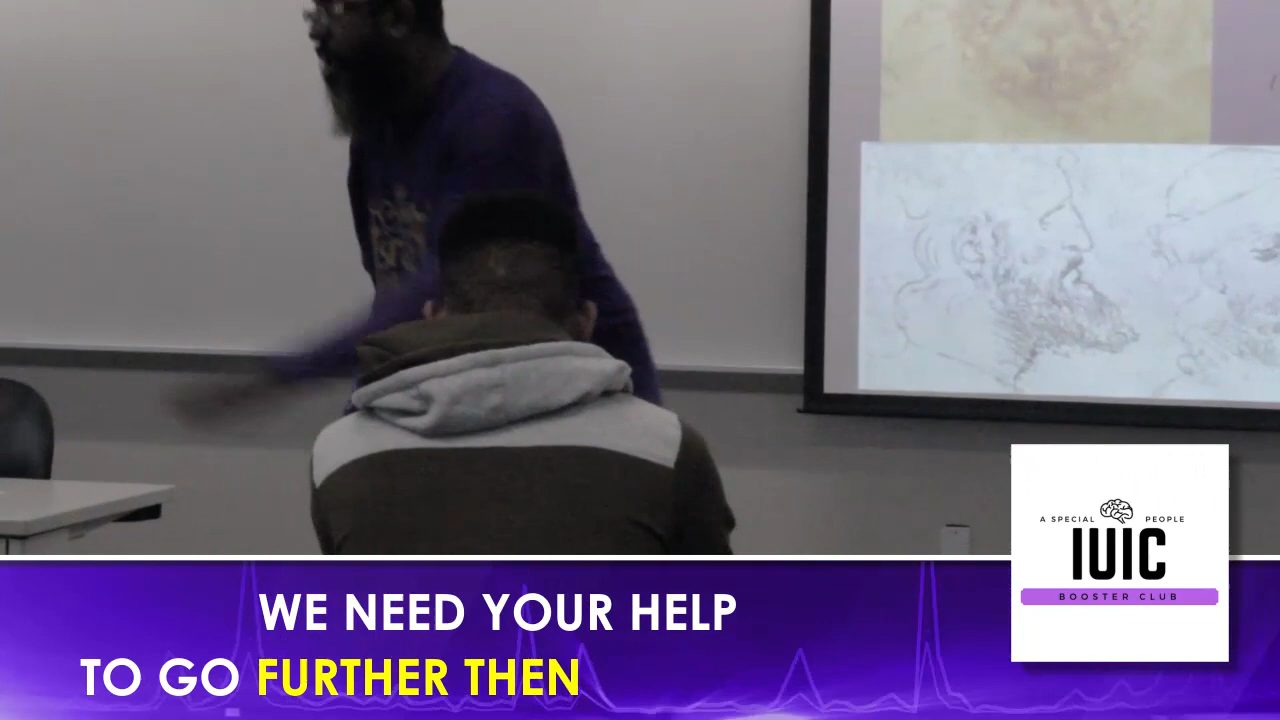 A SPECIAL PEOPLE
IUIC
BOOSTER CLUB
WE NEED YOUR HELP
TO GO FURTHER THEN